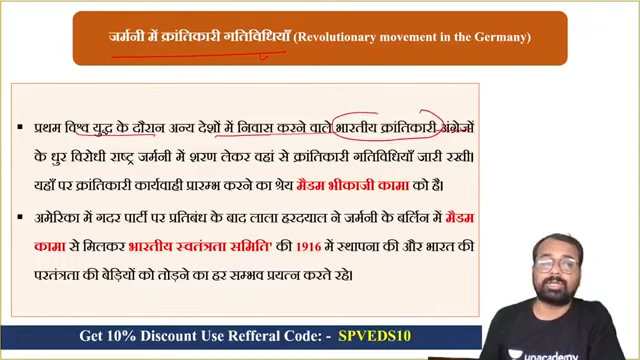 जर्मनी में क्रांतिकारी गतिविधियाँ (Revolutionary movement in the Germany)
प्रथम विश्व युद्ध के दौरान अन्य देशों में निवास करने वाले भारतीय क्रांतिकारी अंग्रेजों
के धुर विरोधी राष्ट्र जर्मनी में शरण लेकर वहां से क्रांतिकारी गतिविधियाँ जारी रखी।
यहाँ पर क्रांतिकारी कार्यवाही प्रारम्भ करने का श्रेय मैडम भीकाजी कामा को है।
अमेरिका में गदर पार्टी पर प्रतिबंध के बाद लाला हरदयाल ने जर्मनी के बर्लिन में मैडम
कामा से मिलकर भारतीय स्वतंत्रता समिति' की 1916 में स्थापना की और भारत की
परतंत्रता की बेड़ियों को तोड़ने का हर सम्भव प्रयत्न करते रहे।
Get 10% Discount Use Refferal Code: - SPVEDS10
unacademy